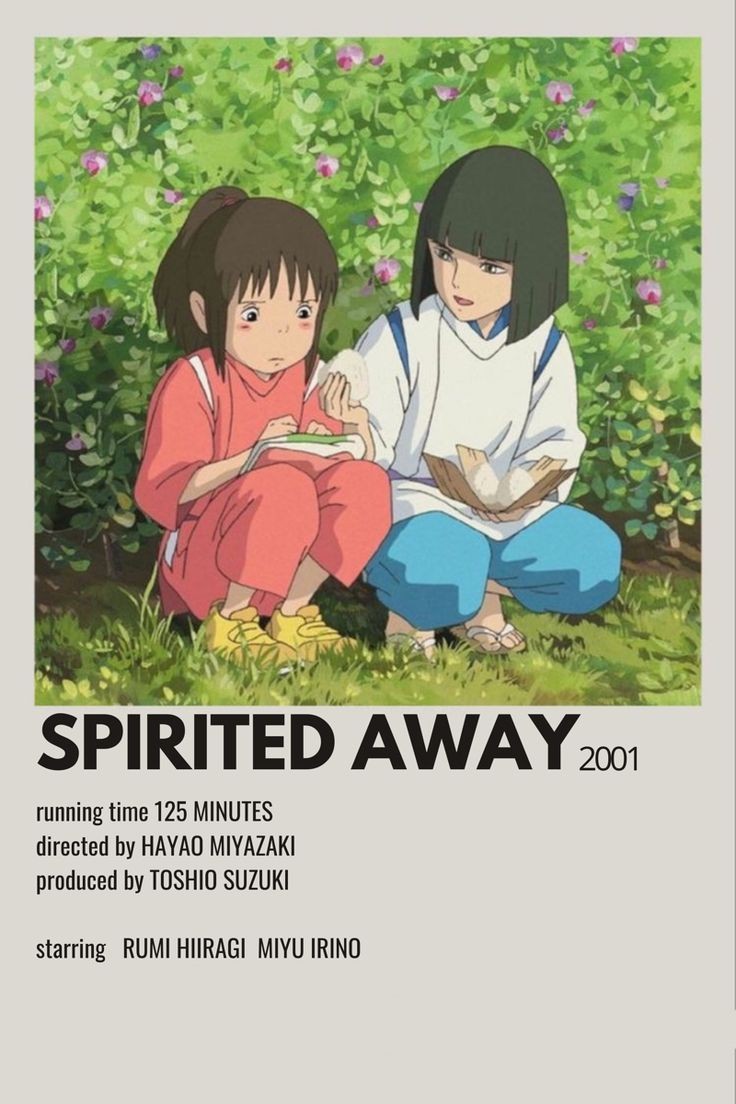 SPIRITED AWAY 2001
running time 125 MINUTES
directed by HAYAO MIYAZAKI
produced by TOSHIO SUZUKI
starring RUMI HIIRAGI MIYU IRINO